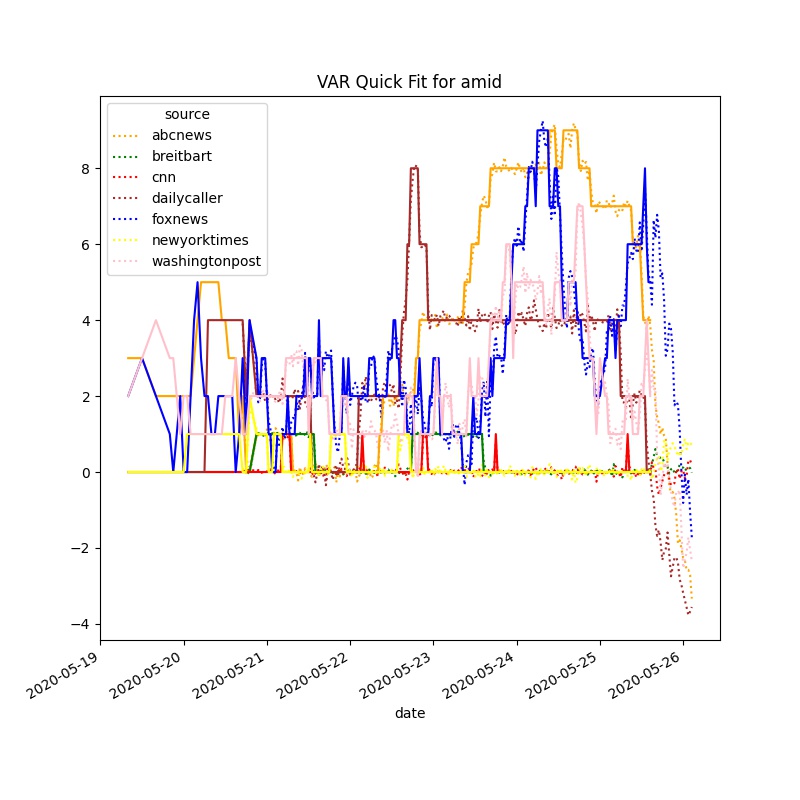 VAR Quick Fit for amid
source
abcnews
breitbart
cnn
dailycaller
foxnews
newyorktimes
washingtonpost
8
6
4
2
0
−2
−4
2020-05-19
2020-05-20
2020-05-21
2020-05-22
2020-05-23
2020-05-24
2020-05-25
2020-05-26
date